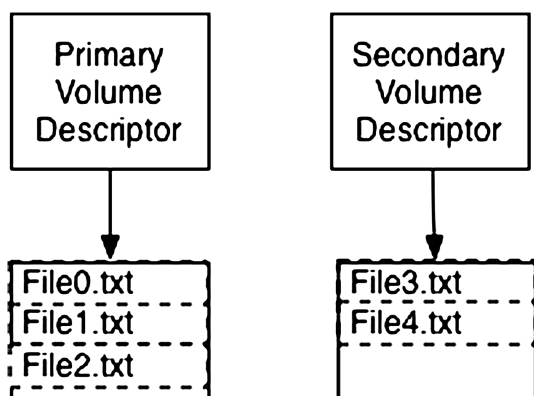 Primary
Volume
Descriptor
Secondary
Volume
Descriptor
File0.txt
File1.txt
File2.txt
File3.txt
File4.txt